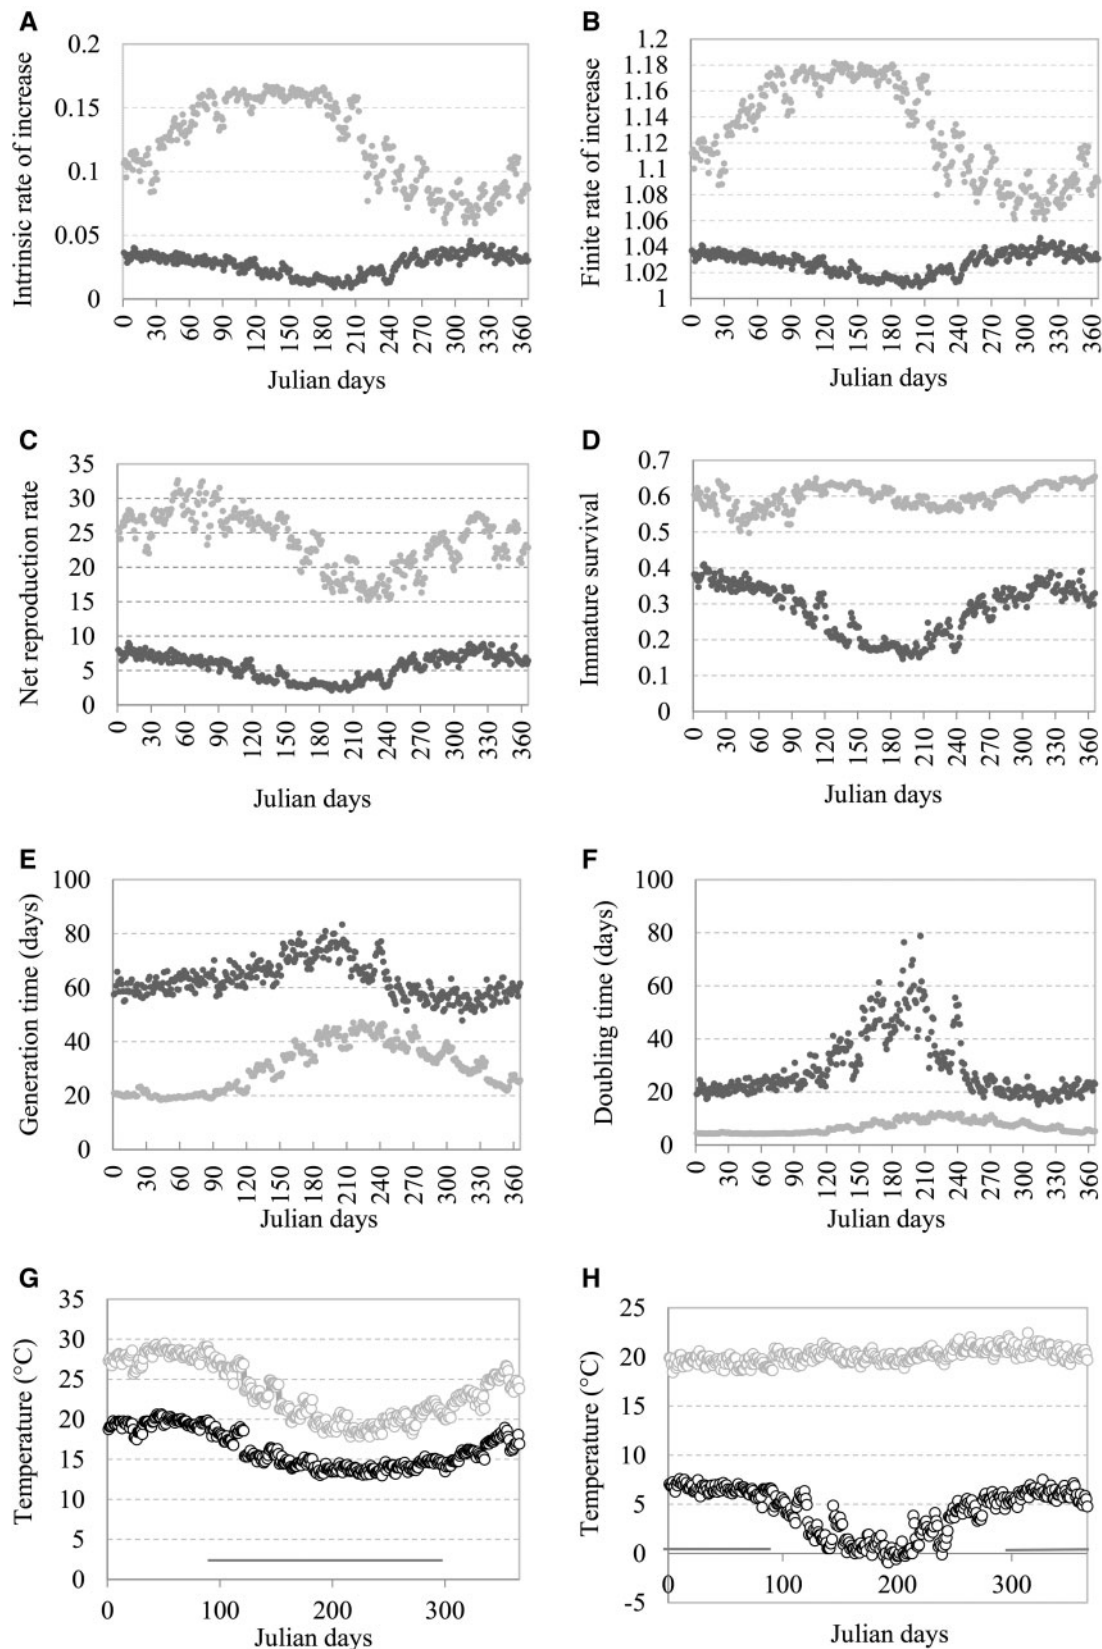 A
Intrinsic rate of increase
0.2
0.15
0.1
0.05
0
0 30 60 90 120 150 180 210 240 270 300 330 360
Julian days
B
Finite rate of increase
1.2
1.18
1.16
1.14
1.12
1.1
1.08
1.06
1.04
1.02
1
0 30 60 90 120 150 180 210 240 270 300 330 360
Julian days
C
Net reproduction rate
35
30
25
20
15
10
5
0
0 30 60 90 120 150 180 210 240 270 300 330 360
Julian days
D
Immature survival
0.7
0.6
0.5
0.4
0.3
0.2
0.1
0
0 30 60 90 120 150 180 210 240 270 300 330 360
Julian days
E
Generation time (days)
100
80
60
40
20
0
0 30 60 90 120 150 180 210 240 270 300 330 360
Julian days
F
Doubling time (days)
100
80
60
40
20
0
0 30 60 90 120 150 180 210 240 270 300 330 360
Julian days
G
Temperature (°C)
35
30
25
20
15
10
5
0
0 100 200 300
Julian days
H
Temperature (°C)
25
20
15
10
5
0
-5
0 100 200 300
Julian days